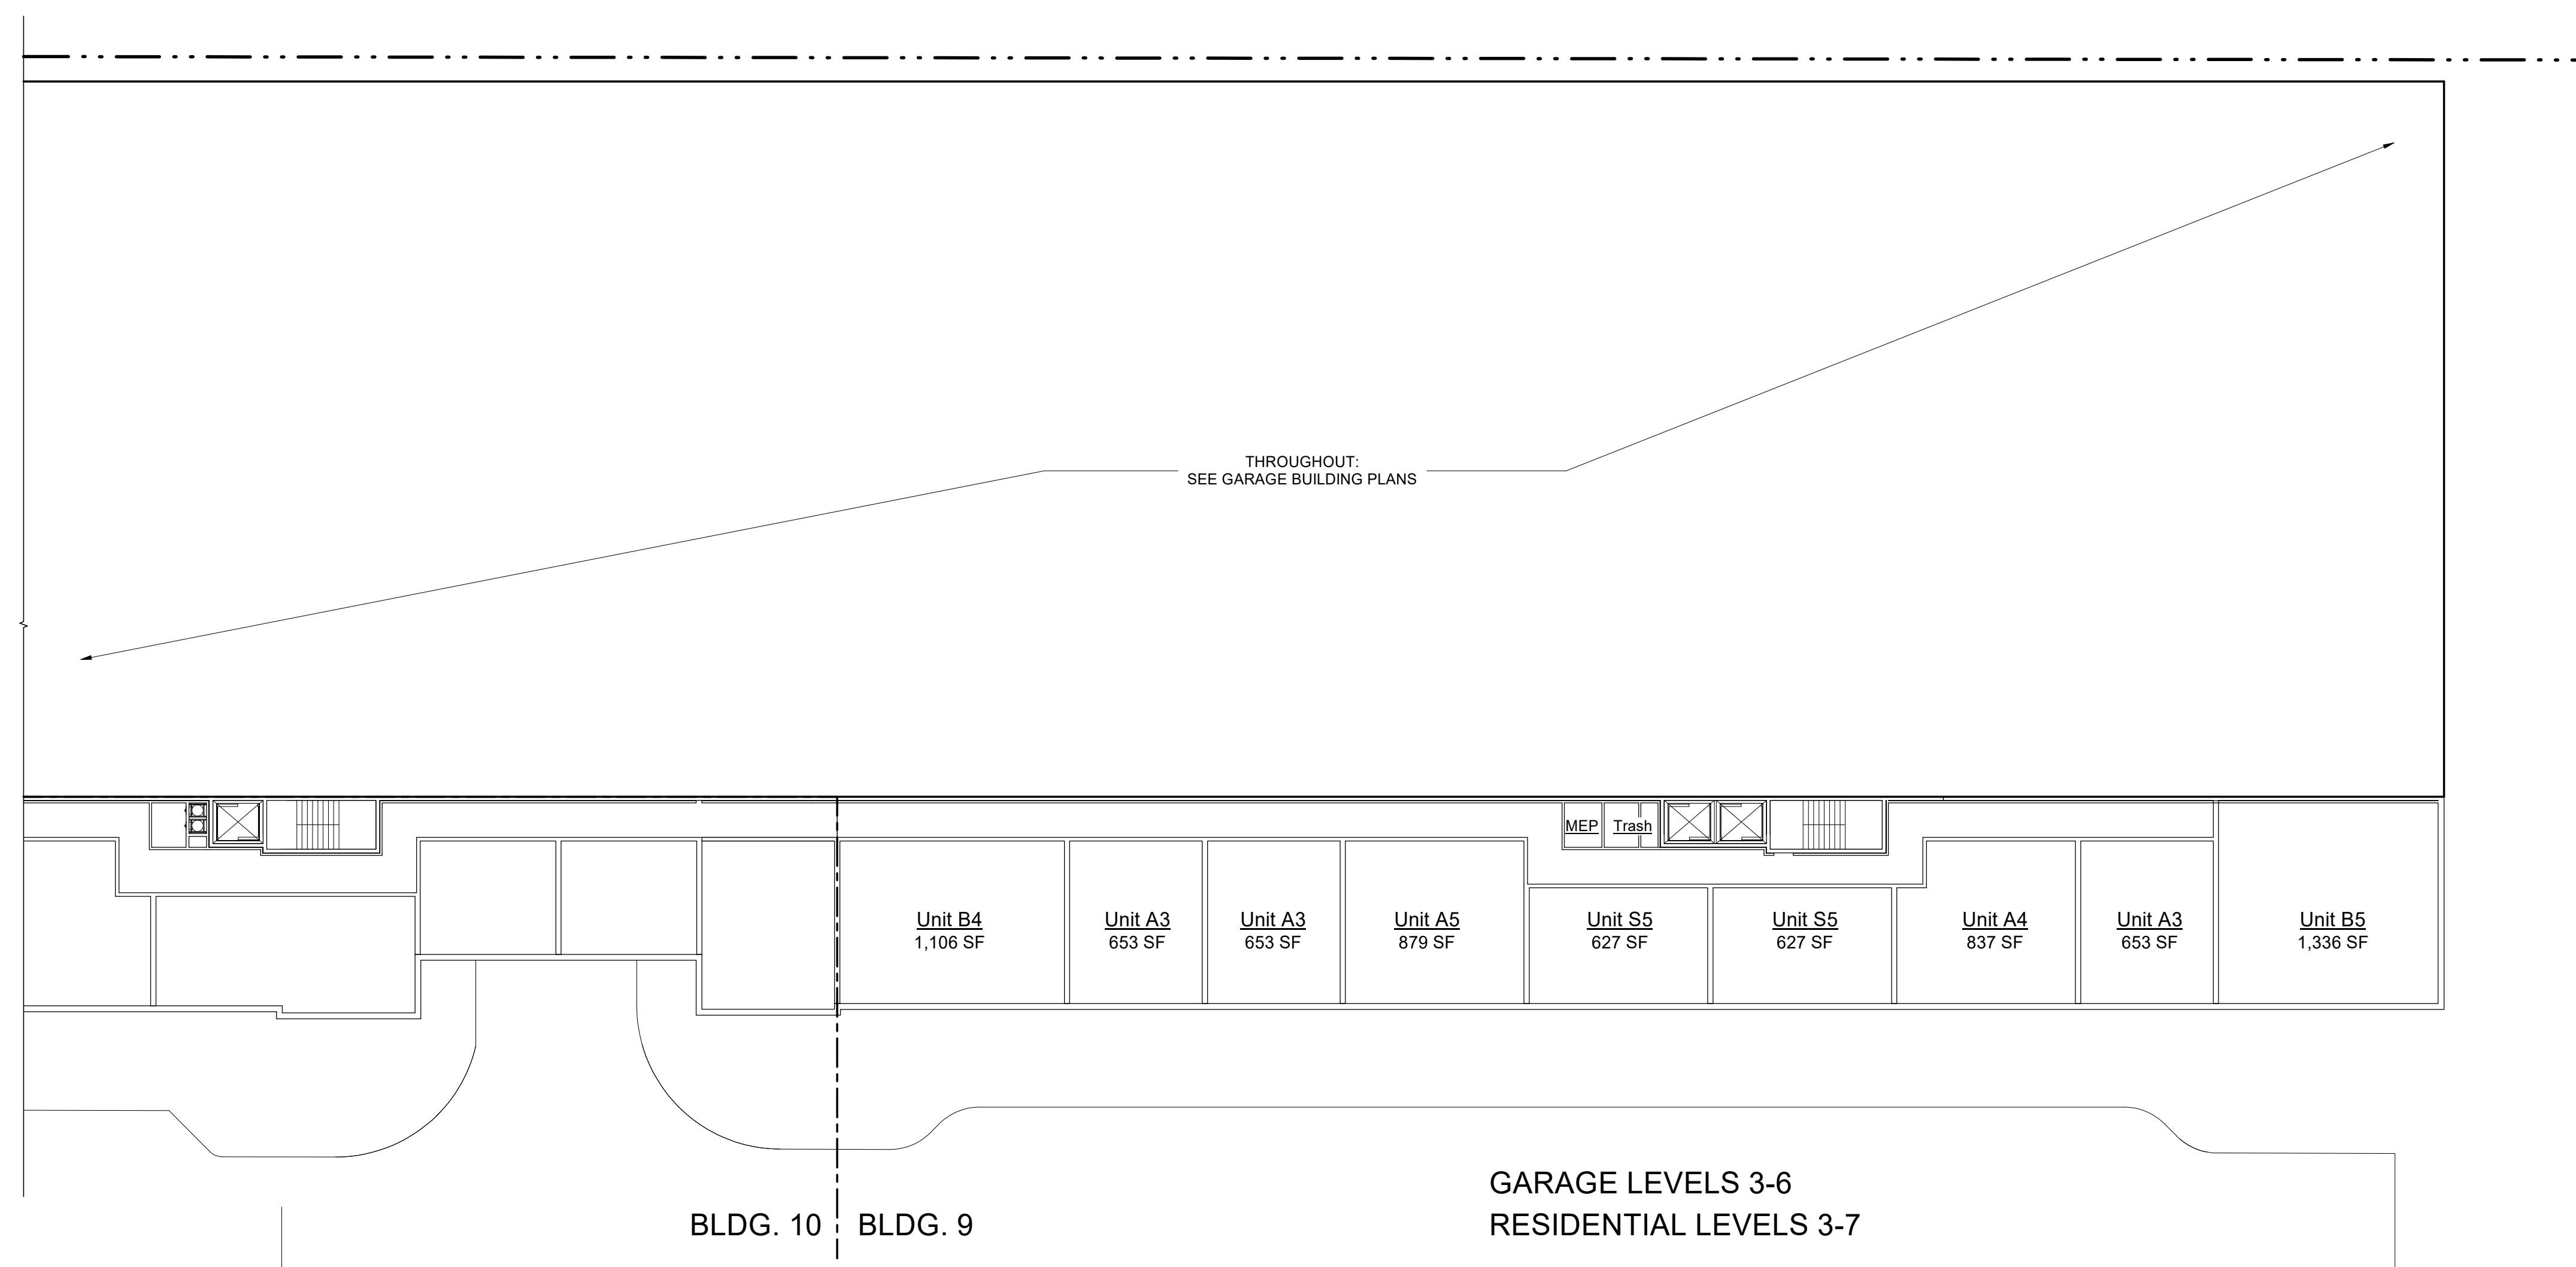 THROUGHOUT:
SEE GARAGE BUILDING PLANS
MEP
Trash
Unit B4
1,106 SF
Unit A3
653 SF
Unit A3
653 SF
Unit A5
879 SF
Unit S5
627 SF
Unit S5
627 SF
Unit A4
837 SF
Unit A3
653 SF
Unit B5
1,336 SF
GARAGE LEVELS 3-6
RESIDENTIAL LEVELS 3-7
BLDG. 10
BLDG. 9